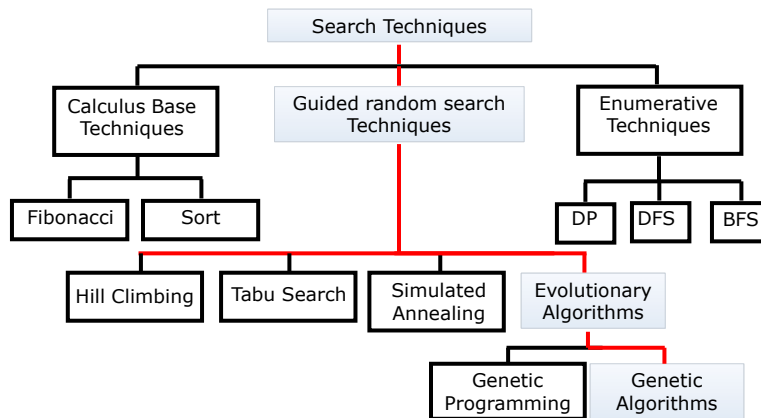 Search Techniques
Calculus Base
Techniques
Guided random search
Techniques
Enumerative
Techniques
Fibonacci
Sort
DP
DFS
BFS
Hill Climbing
Tabu Search
Simulated
Annealing
Evolutionary
Algorithms
Genetic
Programming
Genetic
Algorithms